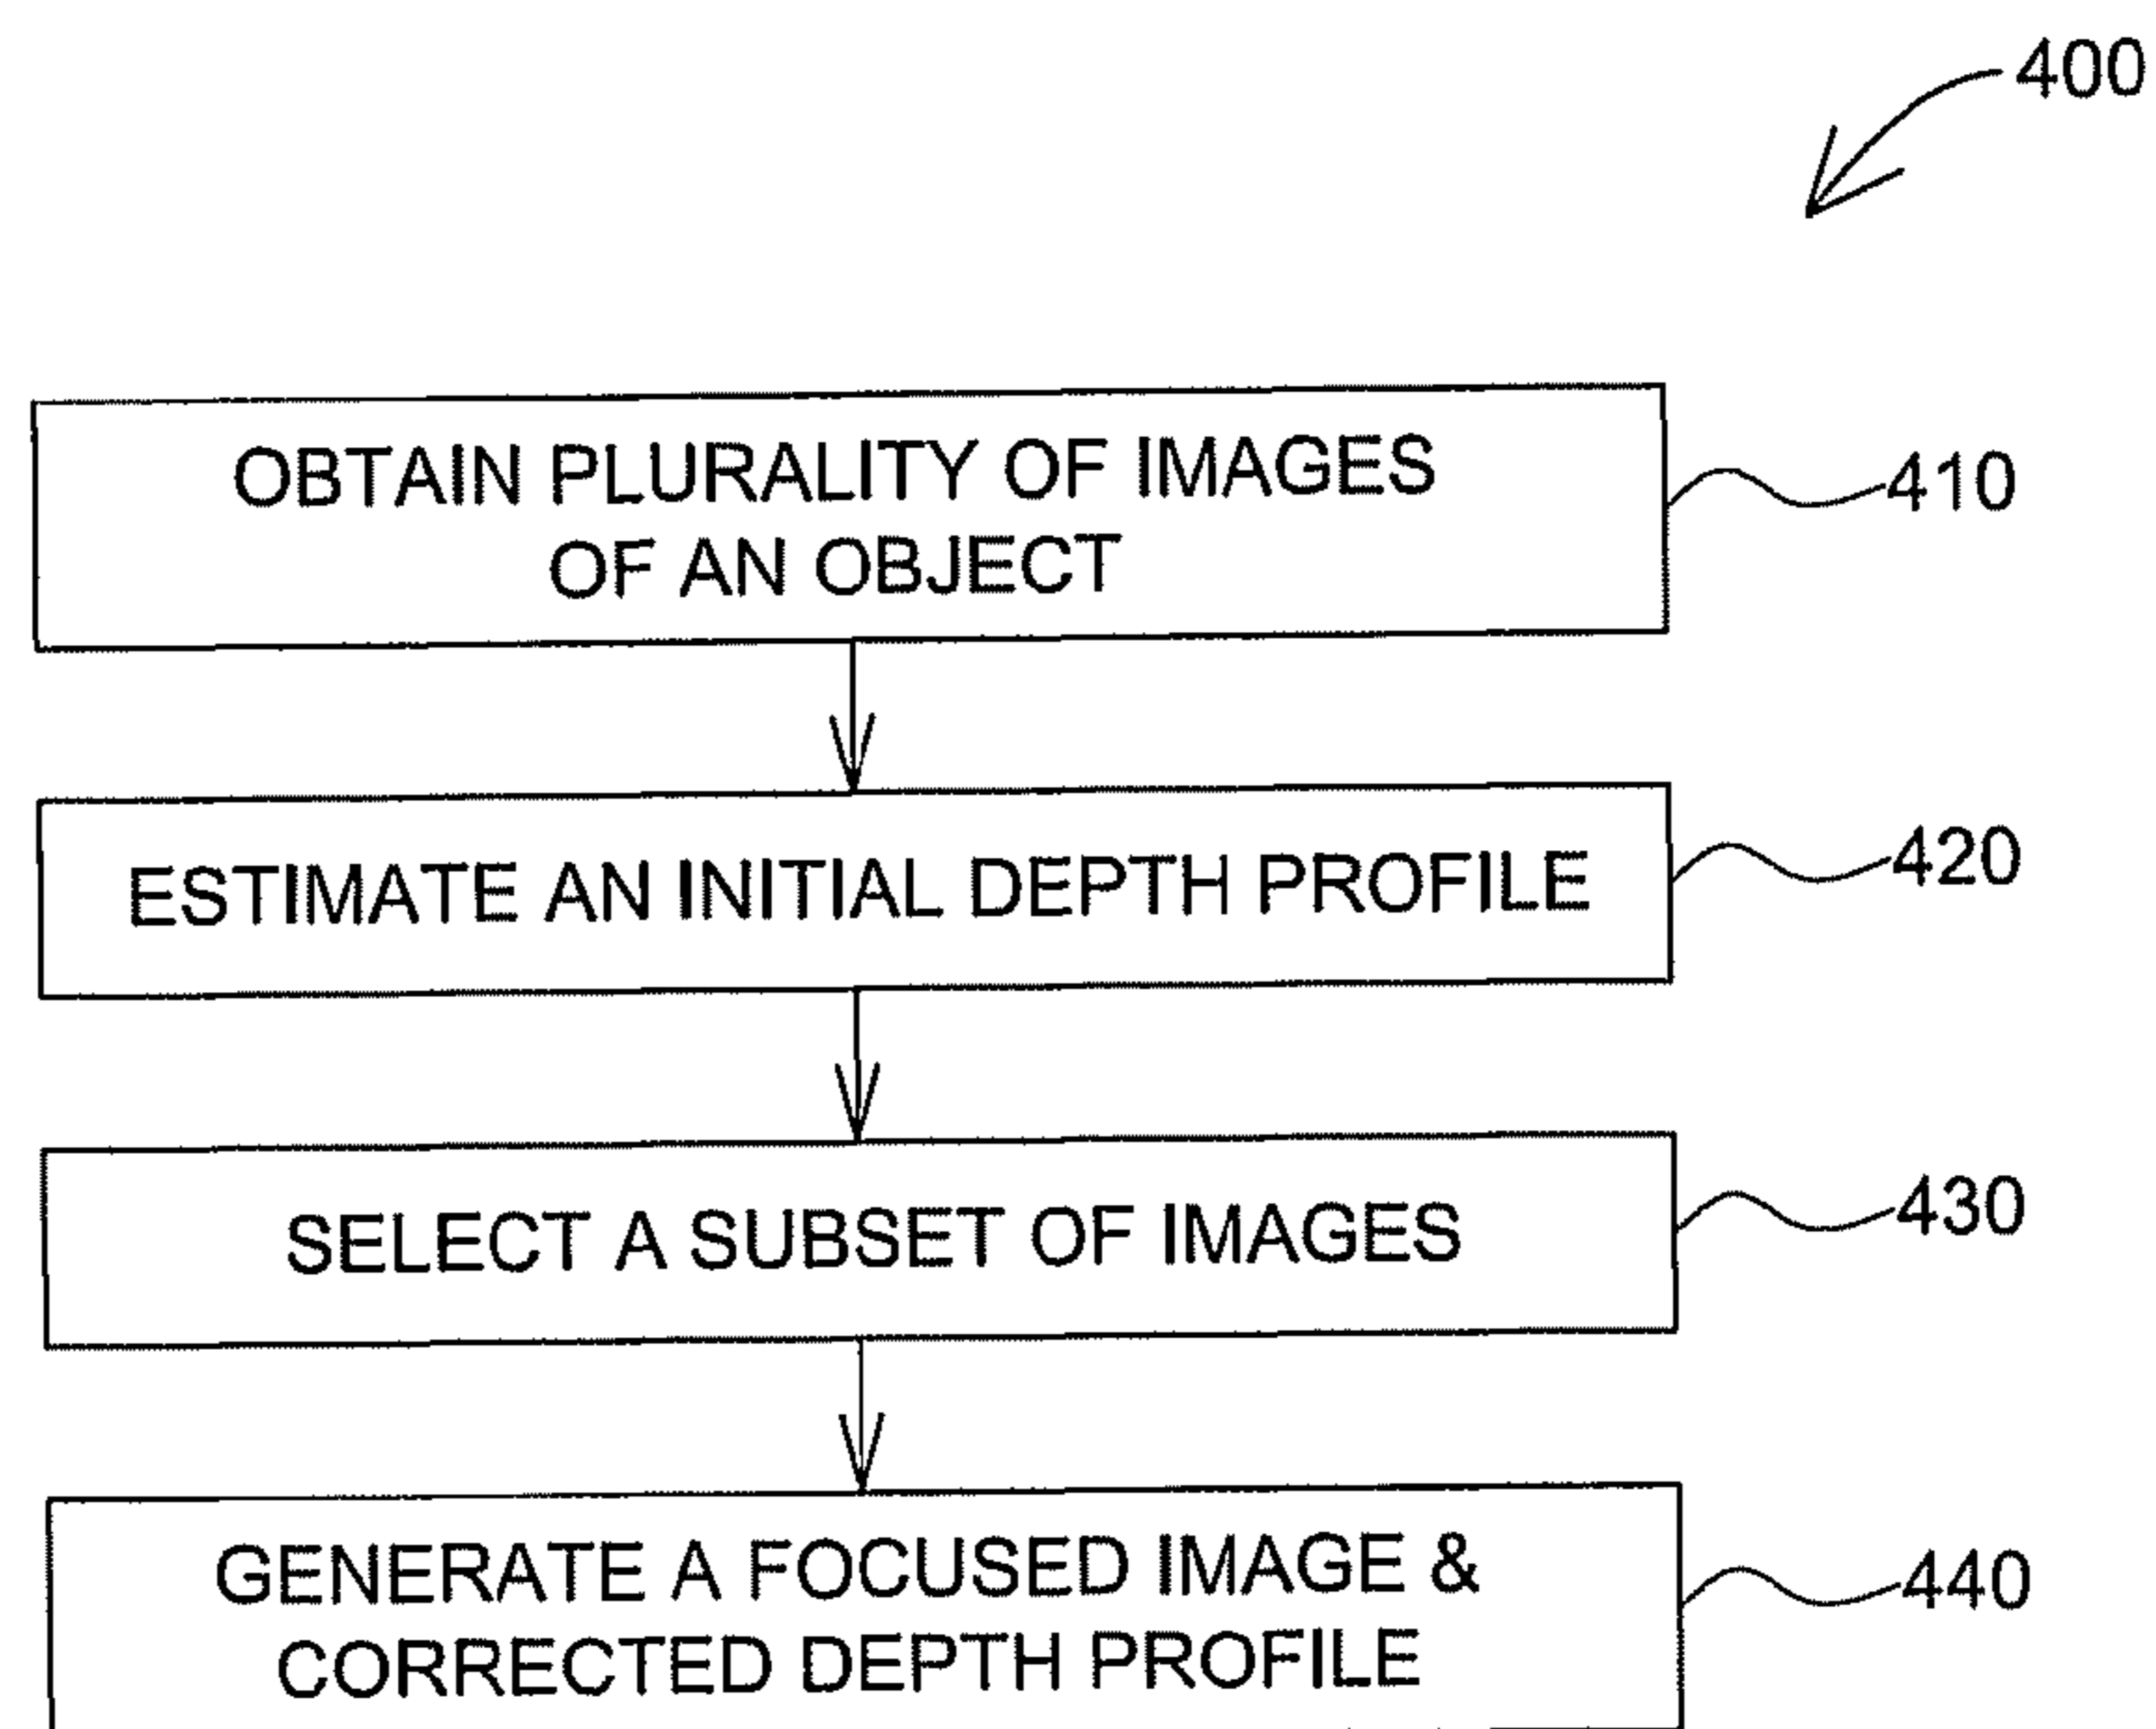 400
OBTAIN PLURALITY OF IMAGES
OF AN OBJECT
410
ESTIMATE AN INITIAL DEPTH PROFILE
420
SELECT A SUBSET OF IMAGES
430
GENERATE A FOCUSED IMAGE &
CORRECTED DEPTH PROFILE
440